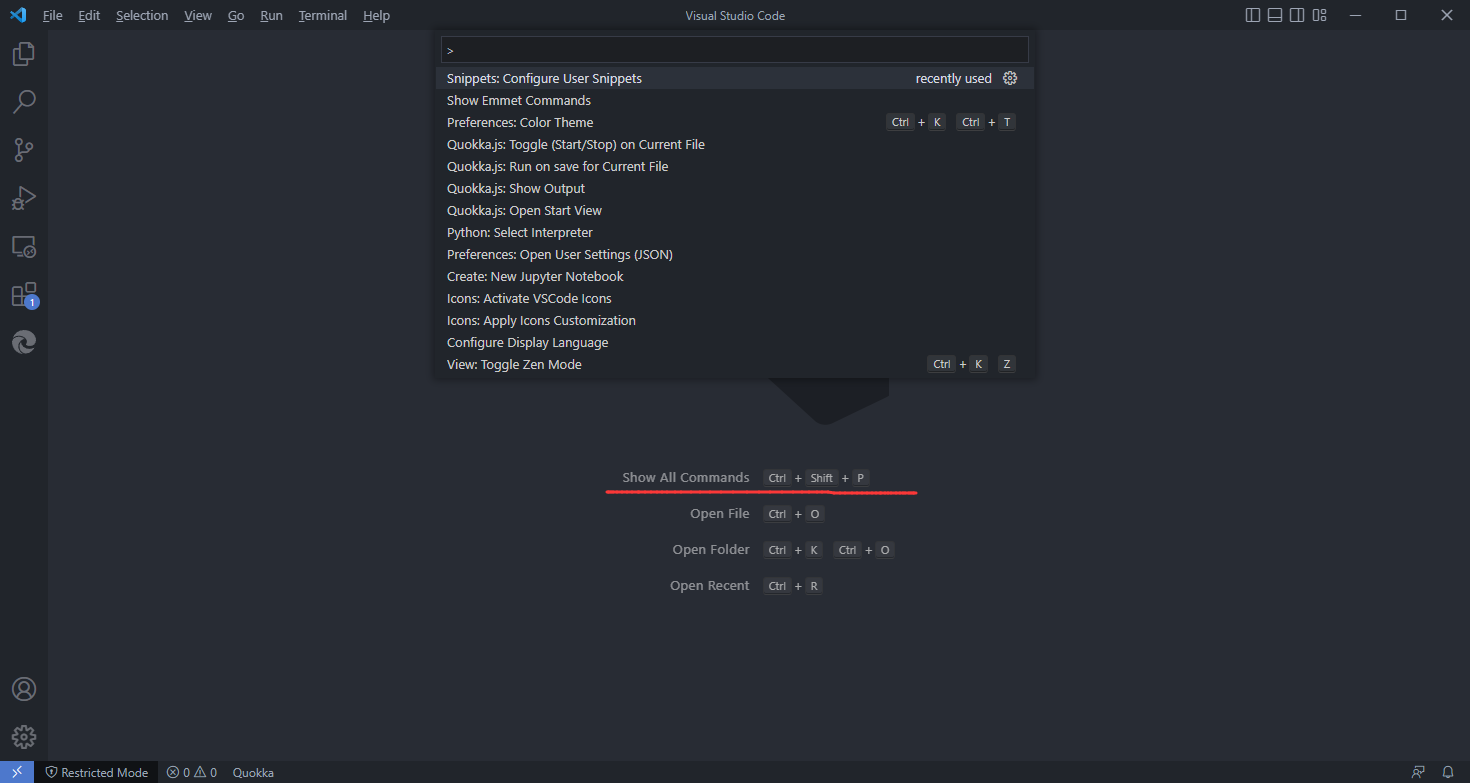 File Edit Selection View Go Run Terminal Help Visual Studio Code
>
Snippets: Configure User Snippets recently used
Show Emmet Commands
Preferences: Color Theme Ctrl + K Ctrl + T
Quokka.js: Toggle (Start/Stop) on Current File
Quokka.js: Run on save for Current File
Quokka.js: Show Output
Quokka.js: Open Start View
Python: Select Interpreter
Preferences: Open User Settings (JSON)
Create: New Jupyter Notebook
Icons: Activate VSCode Icons
1
Icons: Apply Icons Customization
Configure Display Language
View: Toggle Zen Mode Ctrl + K Z
Show All Commands Ctrl + Shift + P
Open File Ctrl + O
Open Folder Ctrl + K Ctrl + O
Open Recent Ctrl + R
Restricted Mode 0 0 Quokka